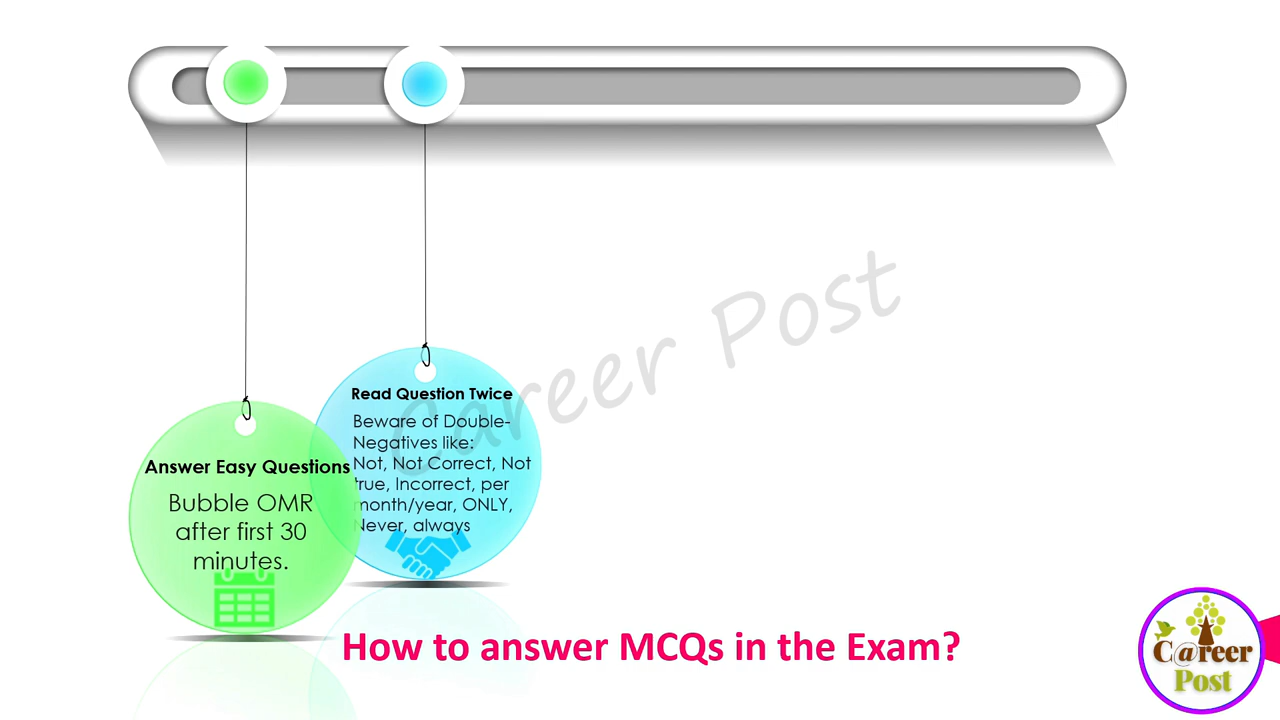 Answer Easy Questions
Bubble OMR
after first 30
minutes.
Read Question Twice
Beware of Double-
Negatives like:
Not, Not Correct, Not
true, Incorrect, per
month/year, ONLY,
Never, always
Career Post
How to answer MCQs in the Exam?
C@reer
Post